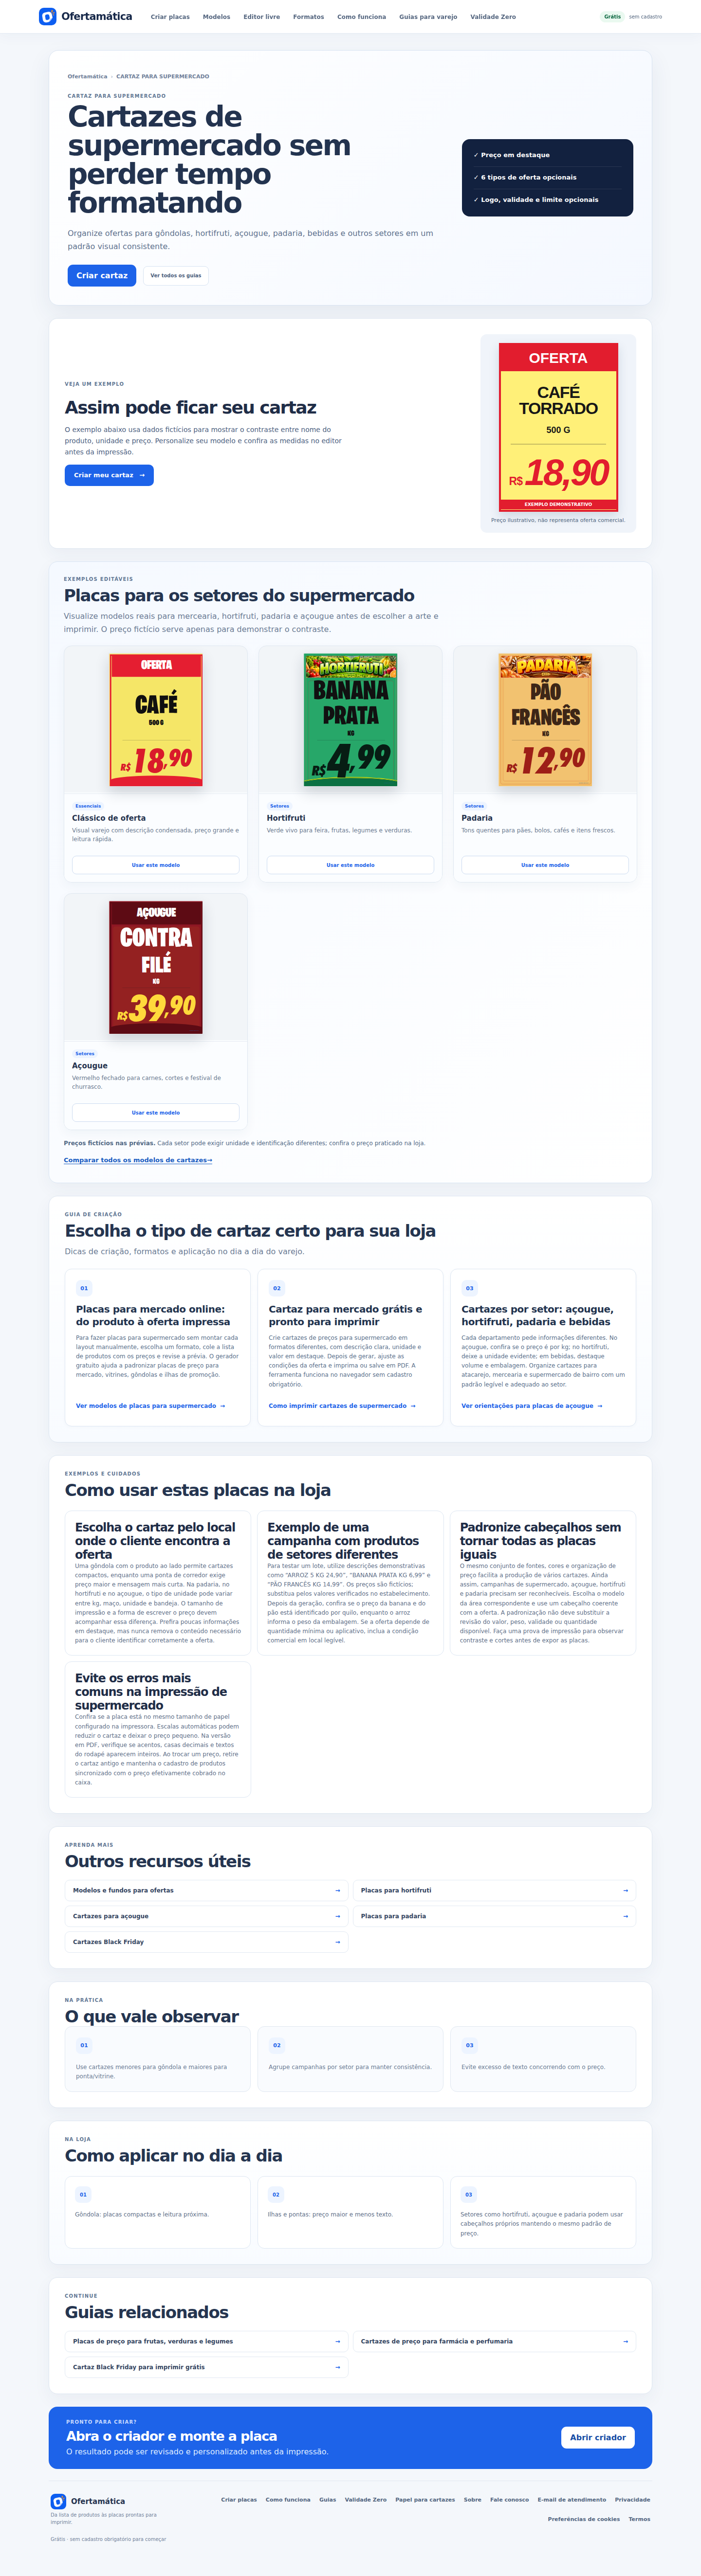 Ofertamática
Criar placas Modelos Editor livre Formatos Como funciona Guias para varejo Validade Zero
Grátis sem cadastro
Ofertamática › CARTAZ PARA SUPERMERCADO
CARTAZ PARA SUPERMERCADO
Cartazes de
supermercado sem
perder tempo
formatando
Organize ofertas para gôndolas, hortifruti, açougue, padaria, bebidas e outros setores em um
padrão visual consistente.
Criar cartaz
Ver todos os guias
✓ Preço em destaque
✓ 6 tipos de oferta opcionais
✓ Logo, validade e limite opcionais
VEJA UM EXEMPLO
Assim pode ficar seu cartaz
O exemplo abaixo usa dados fictícios para mostrar o contraste entre nome do
produto, unidade e preço. Personalize seu modelo e confira as medidas no editor
antes da impressão.
Criar meu cartaz →
OFERTA
CAFÉ
TORRADO
500 G
R$ 18,90
EXEMPLO DEMONSTRATIVO
Preço ilustrativo, não representa oferta comercial.
EXEMPLOS EDITÁVEIS
Placas para os setores do supermercado
Visualize modelos reais para mercearia, hortifruti, padaria e açougue antes de escolher a arte e
imprimir. O preço fictício serve apenas para demonstrar o contraste.
OFERTA
CAFÉ
500 G
R$ 18,90
Essenciais
Clássico de oferta
Visual varejo com descrição condensada, preço grande e
leitura rápida.
Usar este modelo
HORTIFRUTI
BANANA
PRATA
KG
R$ 4,99
Setores
Hortifruti
Verde vivo para feira, frutas, legumes e verduras.
Usar este modelo
PADARIA
PÃO
FRANCÊS
KG
R$ 12,90
Setores
Padaria
Tons quentes para pães, bolos, cafés e itens frescos.
Usar este modelo
AÇOUGUE
CONTRA
FILÉ
KG
R$ 39,90
Setores
Açougue
Vermelho fechado para carnes, cortes e festival de
churrasco.
Usar este modelo
Preços fictícios nas prévias. Cada setor pode exigir unidade e identificação diferentes; confira o preço praticado na loja.
Comparar todos os modelos de cartazes→
GUIA DE CRIAÇÃO
Escolha o tipo de cartaz certo para sua loja
Dicas de criação, formatos e aplicação no dia a dia do varejo.
01
Placas para mercado online:
do produto à oferta impressa
Para fazer placas para supermercado sem montar cada
layout manualmente, escolha um formato, cole a lista
de produtos com os preços e revise a prévia. O gerador
gratuito ajuda a padronizar placas de preço para
mercado, vitrines, gôndolas e ilhas de promoção.
Ver modelos de placas para supermercado →
02
Cartaz para mercado grátis e
pronto para imprimir
Crie cartazes de preços para supermercado em
formatos diferentes, com descrição clara, unidade e
valor em destaque. Depois de gerar, ajuste as
condições da oferta e imprima ou salve em PDF. A
ferramenta funciona no navegador sem cadastro
obrigatório.
Como imprimir cartazes de supermercado →
03
Cartazes por setor: açougue,
hortifruti, padaria e bebidas
Cada departamento pede informações diferentes. No
açougue, confira se o preço é por kg; no hortifruti,
deixe a unidade evidente; em bebidas, destaque
volume e embalagem. Organize cartazes para
atacarejo, mercearia e supermercado de bairro com um
padrão legível e adequado ao setor.
Ver orientações para placas de açougue →
EXEMPLOS E CUIDADOS
Como usar estas placas na loja
Escolha o cartaz pelo local
onde o cliente encontra a
oferta
Uma gôndola com o produto ao lado permite cartazes
compactos, enquanto uma ponta de corredor exige
preço maior e mensagem mais curta. Na padaria, no
hortifruti e no açougue, o tipo de unidade pode variar
entre kg, maço, unidade e bandeja. O tamanho de
impressão e a forma de escrever o preço devem
acompanhar essa diferença. Prefira poucas informações
em destaque, mas nunca remova o conteúdo necessário
para o cliente identificar corretamente a oferta.
Exemplo de uma
campanha com produtos
de setores diferentes
Para testar um lote, utilize descrições demonstrativas
como “ARROZ 5 KG 24,90”, “BANANA PRATA KG 6,99” e
“PÃO FRANCÊS KG 14,99”. Os preços são fictícios;
substitua pelos valores verificados no estabelecimento.
Depois da geração, confira se o preço da banana e do
pão está identificado por quilo, enquanto o arroz
informa o peso da embalagem. Se a oferta depende de
quantidade mínima ou aplicativo, inclua a condição
comercial em local legível.
Padronize cabeçalhos sem
tornar todas as placas
iguais
O mesmo conjunto de fontes, cores e organização de
preço facilita a produção de vários cartazes. Ainda
assim, campanhas de supermercado, açougue, hortifruti
e padaria precisam ser reconhecíveis. Escolha o modelo
da área correspondente e use um cabeçalho coerente
com a oferta. A padronização não deve substituir a
revisão do valor, peso, validade ou quantidade
disponível. Faça uma prova de impressão para observar
contraste e cortes antes de expor as placas.
Evite os erros mais
comuns na impressão de
supermercado
Confira se a placa está no mesmo tamanho de papel
configurado na impressora. Escalas automáticas podem
reduzir o cartaz e deixar o preço pequeno. Na versão
em PDF, verifique se acentos, casas decimais e textos
do rodapé aparecem inteiros. Ao trocar um preço, retire
o cartaz antigo e mantenha o cadastro de produtos
sincronizado com o preço efetivamente cobrado no
caixa.
APRENDA MAIS
Outros recursos úteis
Modelos e fundos para ofertas →
Placas para hortifruti →
Cartazes para açougue →
Placas para padaria →
Cartazes Black Friday →
NA PRÁTICA
O que vale observar
01
Use cartazes menores para gôndola e maiores para
ponta/vitrine.
02
Agrupe campanhas por setor para manter consistência.
03
Evite excesso de texto concorrendo com o preço.
NA LOJA
Como aplicar no dia a dia
01
Gôndola: placas compactas e leitura próxima.
02
Ilhas e pontas: preço maior e menos texto.
03
Setores como hortifruti, açougue e padaria podem usar
cabeçalhos próprios mantendo o mesmo padrão de
preço.
CONTINUE
Guias relacionados
Placas de preço para frutas, verduras e legumes →
Cartazes de preço para farmácia e perfumaria →
Cartaz Black Friday para imprimir grátis →
PRONTO PARA CRIAR?
Abra o criador e monte a placa
O resultado pode ser revisado e personalizado antes da impressão.
Abrir criador
Ofertamática
Da lista de produtos às placas prontas para
imprimir.
Grátis · sem cadastro obrigatório para começar
Criar placas Como funciona Guias Validade Zero Papel para cartazes Sobre Fale conosco E-mail de atendimento Privacidade
Preferências de cookies Termos